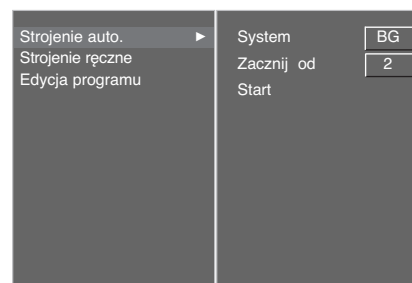 Strojenie auto. ►
Strojenie ręczne
Edycja programu
System BG
Zacznij od 2
Start